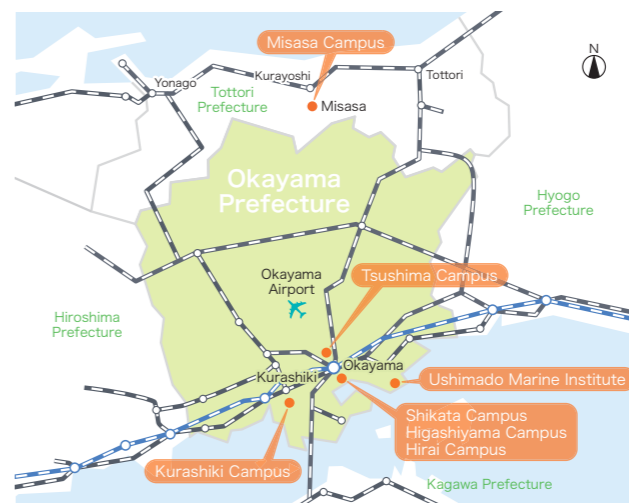 Misasa Campus
N
Yonago
Kurayoshi
Tottori
Tottori
Prefecture
Misasa
Okayama
Prefecture
Hyogo
Prefecture
Okayama
Airport
Tsushima Campus
Hiroshima
Prefecture
Okayama
Kurashiki
Ushimado Marine Institute
Shikata Campus
Higashiyama Campus
Hirai Campus
Kurashiki Campus
Kagawa Prefecture